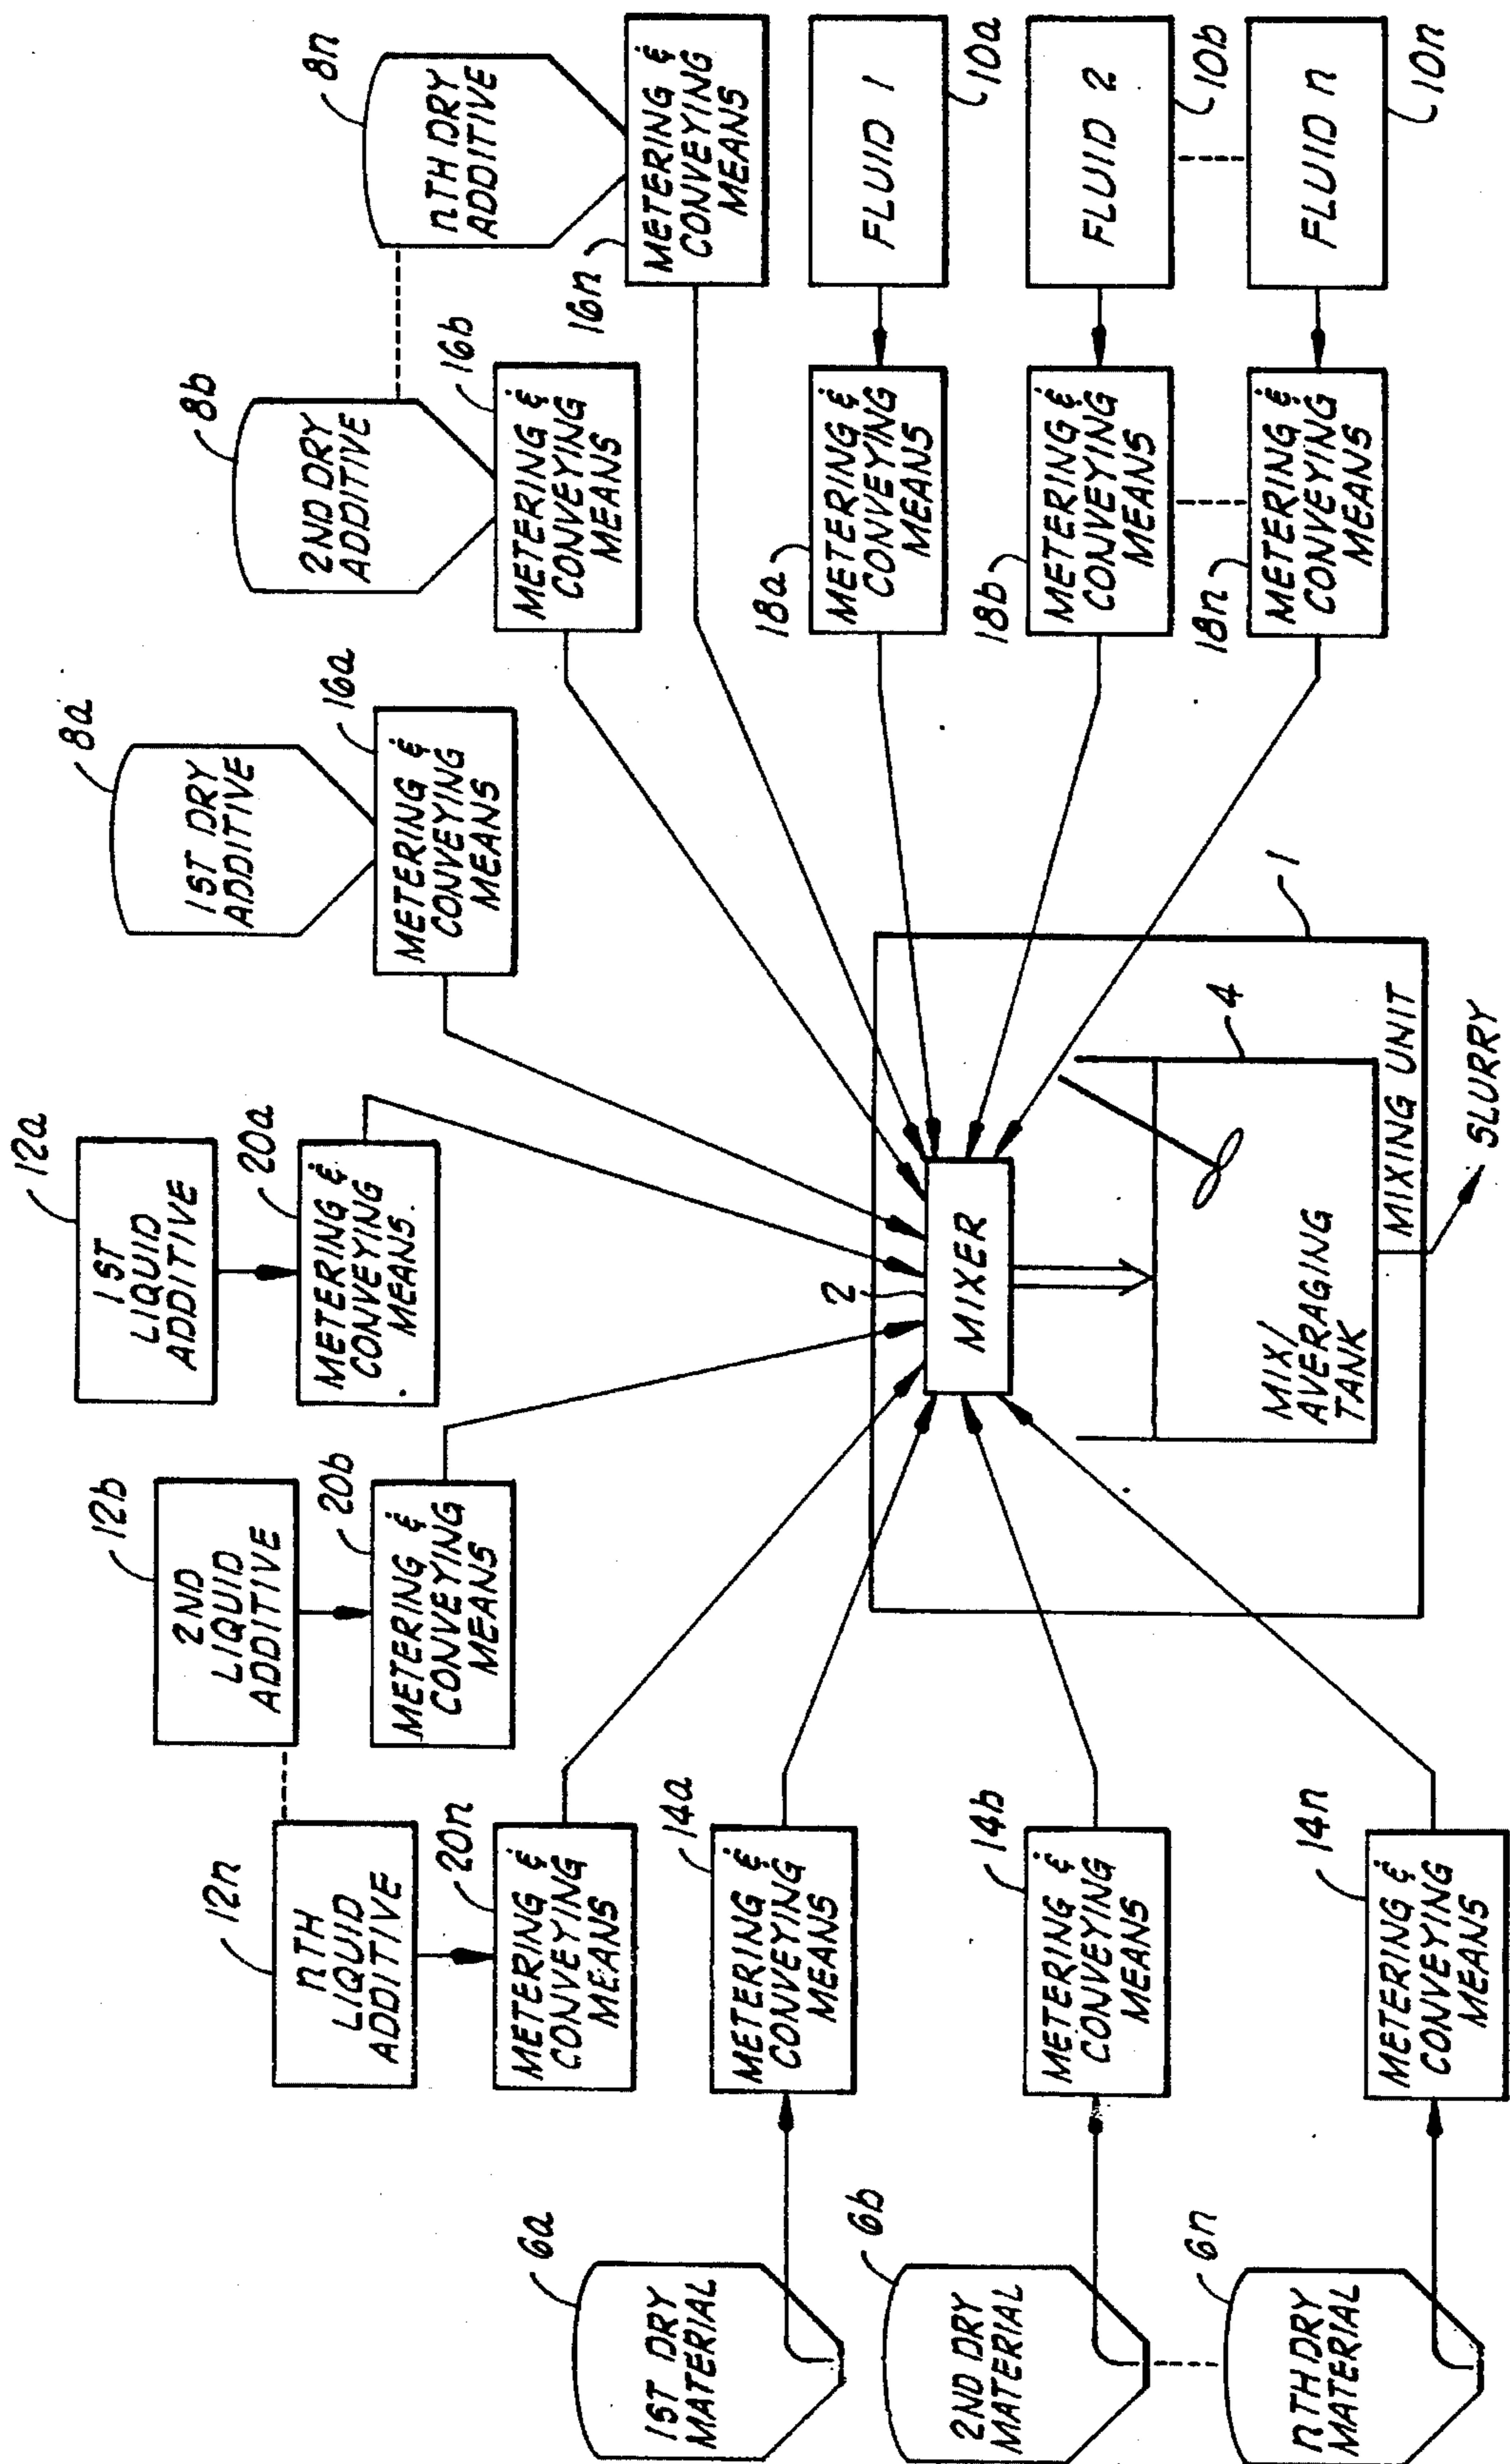 12n
nTH
LIQUID
ADDITIVE
20n
METERING &
CONVEYING
MEANS
12b
2ND
LIQUID
ADDITIVE
20b
METERING &
CONVEYING
MEANS
12a
1ST
LIQUID
ADDITIVE
20a
METERING &
CONVEYING
MEANS.
8a
1ST DRY
ADDITIVE
16a
METERING &
CONVEYING
MEANS
8b
2ND DRY
ADDITIVE
16b
METERING &
CONVEYING
MEANS
8n
nTH DRY
ADDITIVE
16n
METERING &
CONVEYING
MEANS
6a
1ST DRY
MATERIAL
14a
METERING &
CONVEYING
MEANS
6b
2ND DRY
MATERIAL
14b
METERING &
CONVEYING
MEANS
6n
nTH DRY
MATERIAL
14n
METERING &
CONVEYING
MEANS
2
MIXER
1
4
MIX/
AVERAGING
TANK
MIXING UNIT
SLURRY
18a
METERING &
CONVEYING
MEANS
FLUID 1
10a
18b
METERING &
CONVEYING
MEANS
FLUID 2
10b
18n
METERING &
CONVEYING
MEANS
FLUID n
10n